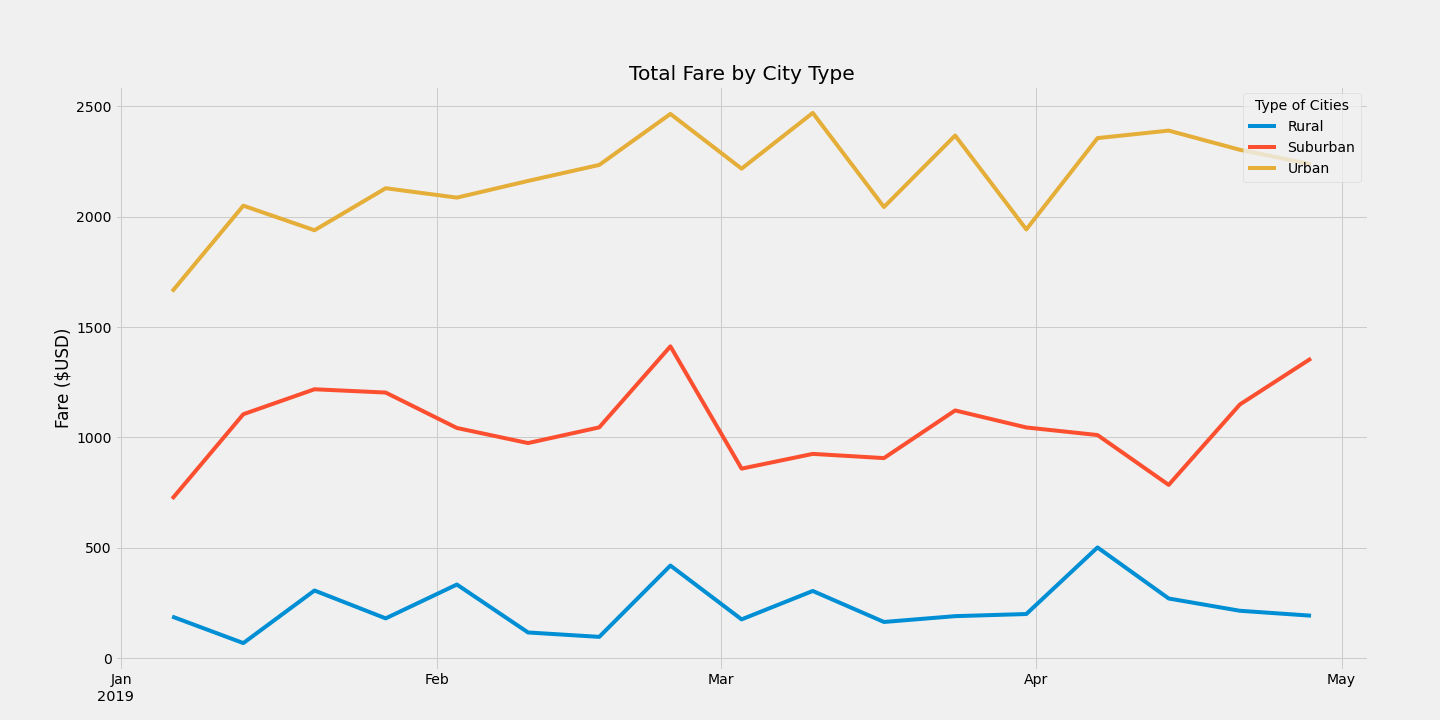 Total Fare by City Type
Fare ($USD)
2500
2000
1500
1000
500
0
Type of Cities
Rural
Suburban
Urban
Jan Feb Mar Apr May
2019